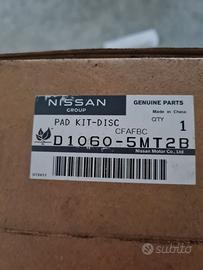 NISSAN
GROUP
GENUINE PARTS
Made in China
PAD KIT-DISC
QTY
CFAFBC
1
D1060-5MT2B
Nissan Motor Co., Ltd
subito